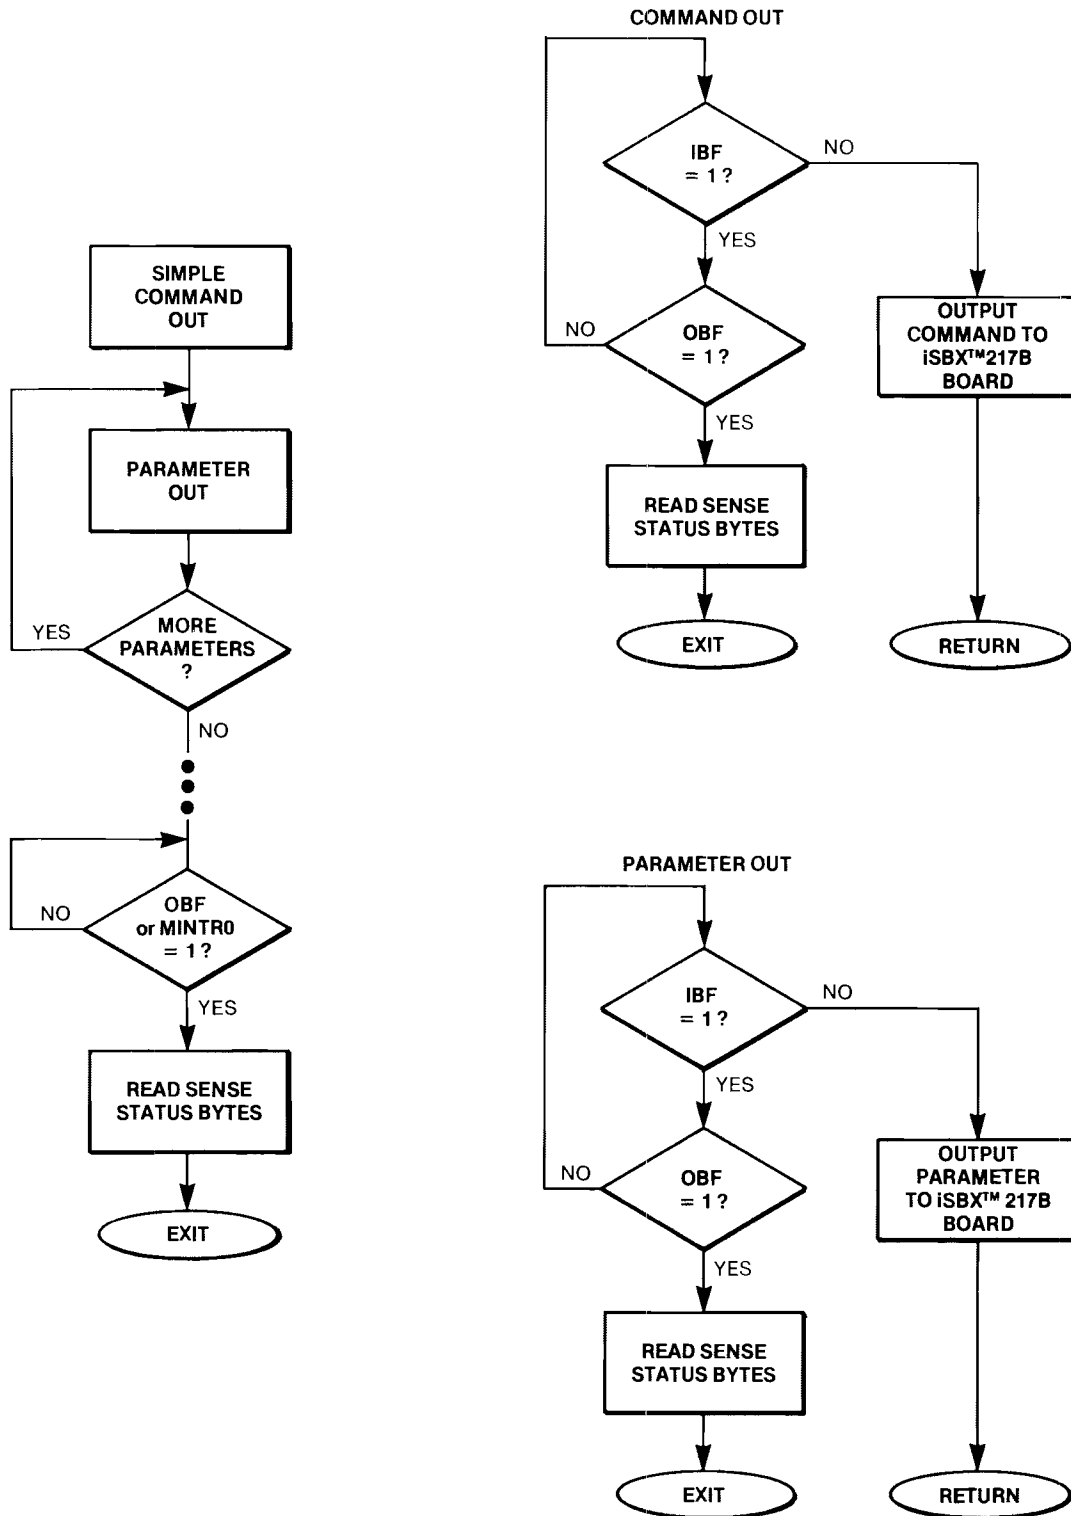 SIMPLE
COMMAND
OUT
PARAMETER
OUT
MORE
PARAMETERS
?
YES
NO
OBF
or MINTR0
= 1?
NO
YES
READ SENSE
STATUS BYTES
EXIT
COMMAND OUT
IBF
= 1?
NO
YES
OBF
= 1?
NO
YES
READ SENSE
STATUS BYTES
EXIT
OUTPUT
COMMAND TO
iSBX™217B
BOARD
RETURN
PARAMETER OUT
IBF
= 1?
NO
YES
OBF
= 1?
NO
YES
READ SENSE
STATUS BYTES
EXIT
OUTPUT
PARAMETER
TO iSBX™ 217B
BOARD
RETURN